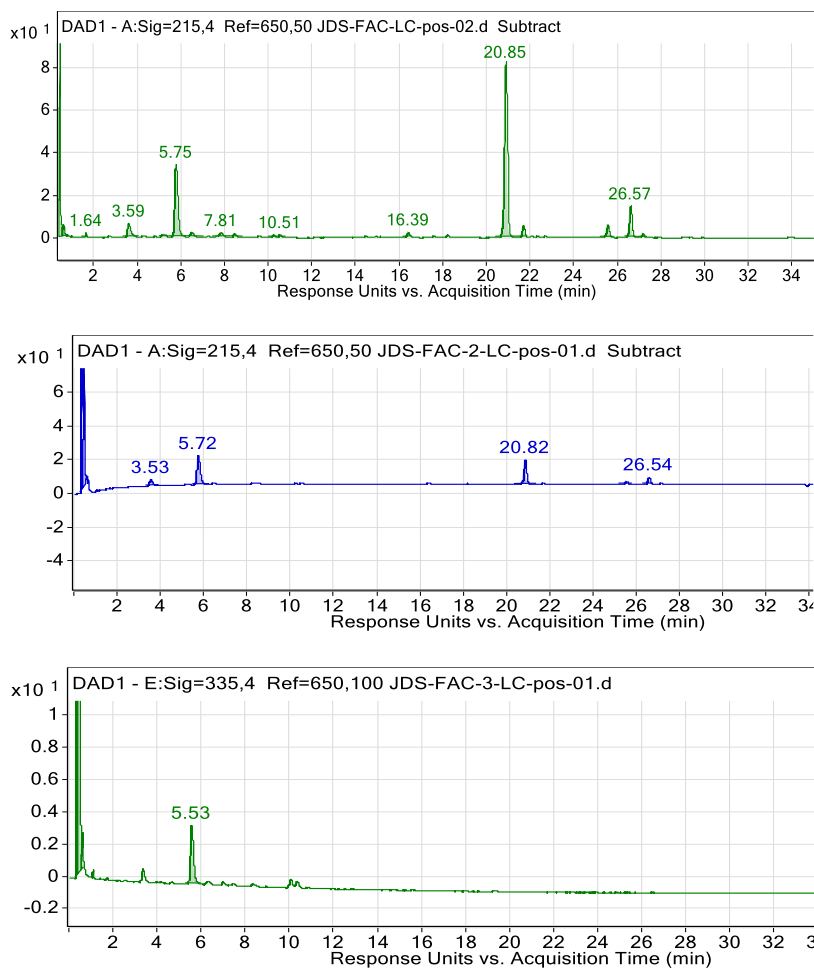 DAD1 - A:Sig=215,4 Ref=650,50 JDS-FAC-LC-pos-02.d Subtract
x10 1
20.85
8
6
5.75
4
26.57
2
3.59
1.64
7.81
10.51
16.39
0
2 4 6 8 10 12 14 16 18 20 22 24 26 28 30 32 34
Response Units vs. Acquisition Time (min)
DAD1 - A:Sig=215,4 Ref=650,50 JDS-FAC-2-LC-pos-01.d Subtract
x10 1
6
4
5.72
20.82
2
3.53
26.54
0
-2
-4
2 4 6 8 10 12 14 16 18 20 22 24 26 28 30 32 34
Response Units vs. Acquisition Time (min)
DAD1 - E:Sig=335,4 Ref=650,100 JDS-FAC-3-LC-pos-01.d
x10 1
1
0.8
0.6
0.4
5.53
0.2
0
-0.2
2 4 6 8 10 12 14 16 18 20 22 24 26 28 30 32 3
Response Units vs. Acquisition Time (min)